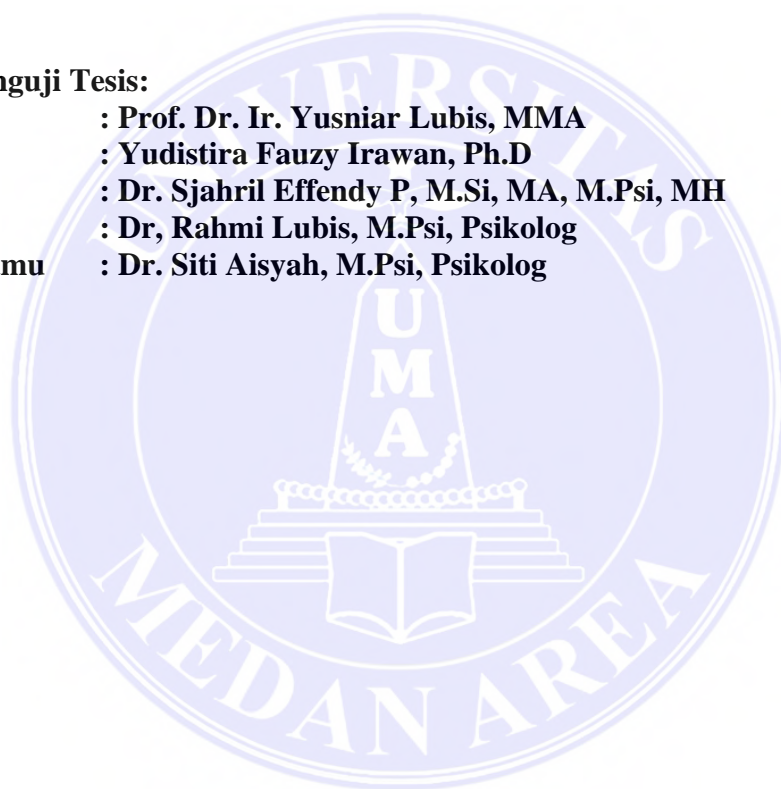 nguji Tesis:
: Prof. Dr. Ir. Yusniar Lubis, MMA
: Yudistira Fauzy Irawan, Ph.D
: Dr. Sjahril Effendy P, M.Si, MA, M.Psi, MH
: Dr, Rahmi Lubis, M.Psi, Psikolog
mu : Dr. Siti Aisyah, M.Psi, Psikolog
UNIVERSITAS
UMA
MEDAN AREA